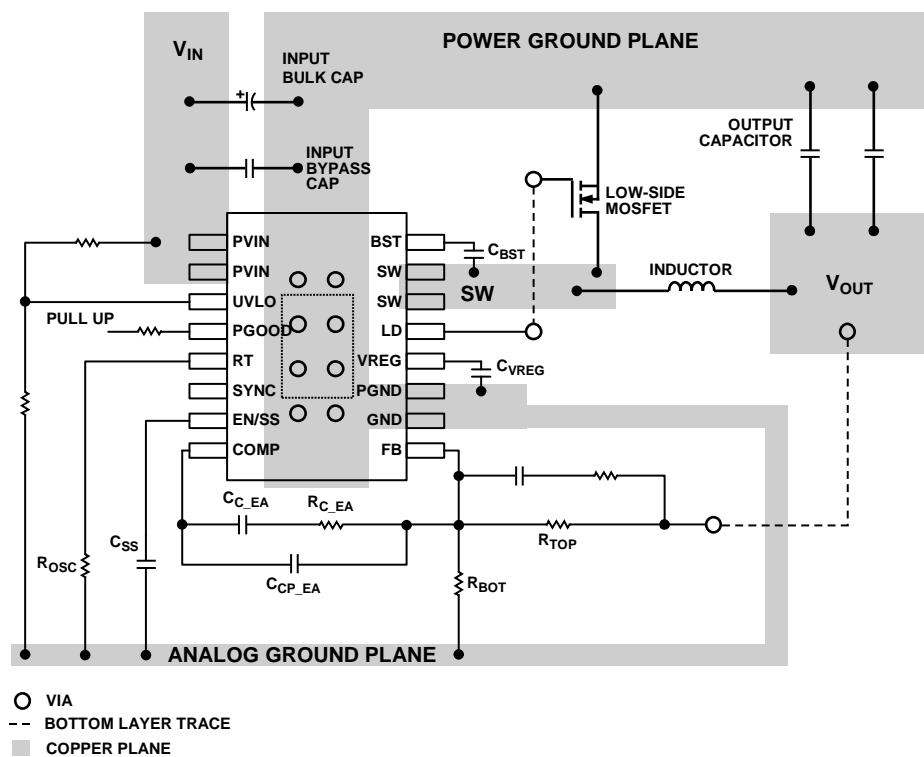 POWER GROUND PLANE
VIN
INPUT
BULK CAP
+
OUTPUT
CAPACITOR
INPUT
BYPASS
CAP
LOW-SIDE
MOSFET
PVIN
BST
CBST
PVIN
SW
SW
INDUCTOR
VOUT
UVLO
SW
PULL UP
PGOOD
LD
RT
VREG
CVREG
SYNC
PGND
EN/SS
GND
COMP
FB
CC_EA
RC_EA
CSS
ROSC
RTOP
CCP_EA
RBOT
ANALOG GROUND PLANE
VIA
BOTTOM LAYER TRACE
COPPER PLANE